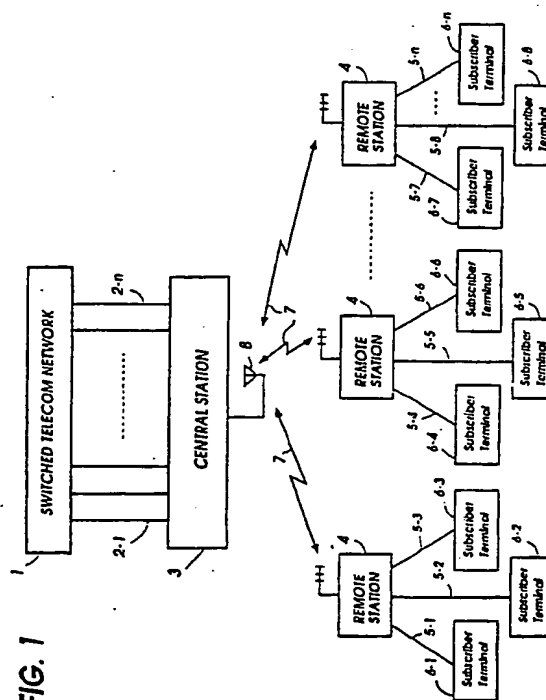 FIG. 1
1
SWITCHED TELECOM NETWORK
2-1
2-n
3
CENTRAL STATION
8
7
7
7
4
REMOTE STATION
4
REMOTE STATION
4
REMOTE STATION
5-1
5-2
5-3
5-4
5-5
5-6
5-7
5-8
5-n
6-1
Subscriber Terminal
6-2
Subscriber Terminal
6-3
Subscriber Terminal
6-4
Subscriber Terminal
6-5
Subscriber Terminal
6-6
Subscriber Terminal
6-7
Subscriber Terminal
6-8
Subscriber Terminal
6-n
Subscriber Terminal